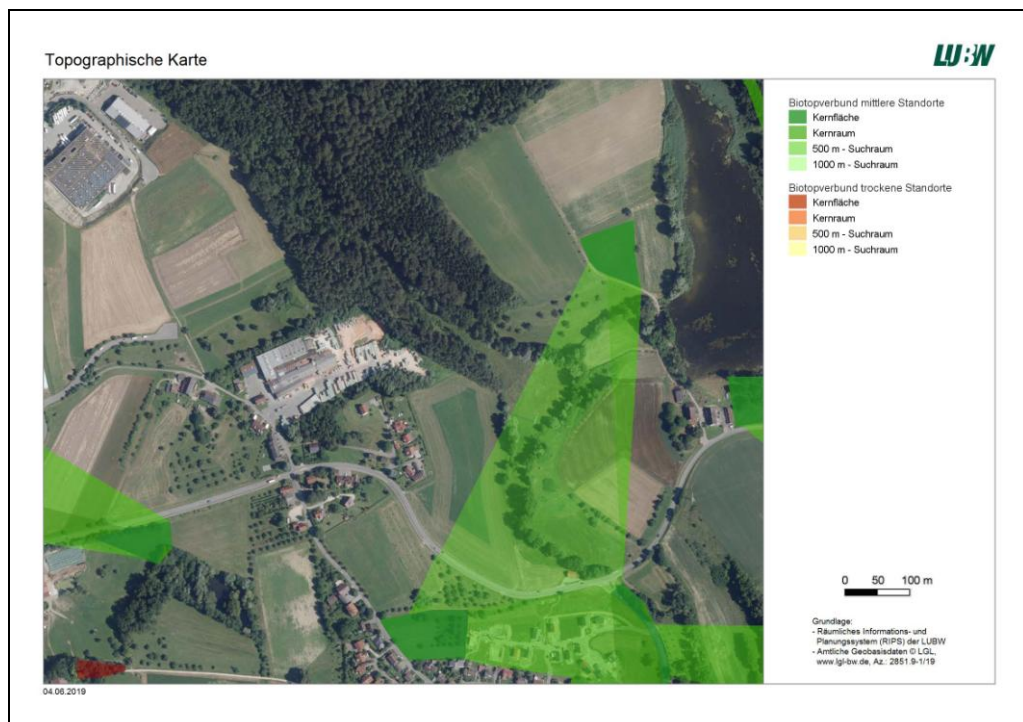 Topographische Karte
LUBW
Biotopverbund mittlere Standorte
Kernfläche
Kernraum
500 m - Suchraum
1000 m - Suchraum
Biotopverbund trockene Standorte
Kernfläche
Kernraum
500 m - Suchraum
1000 m - Suchraum
0 50 100 m
Grundlage:
- Räumliches Informations- und
Planungssystem (RIPS) der LUBW
- Amtliche Geobasisdaten © LGL,
www.lgl-bw.de, Az.: 2851.9-1/19
04.06.2019